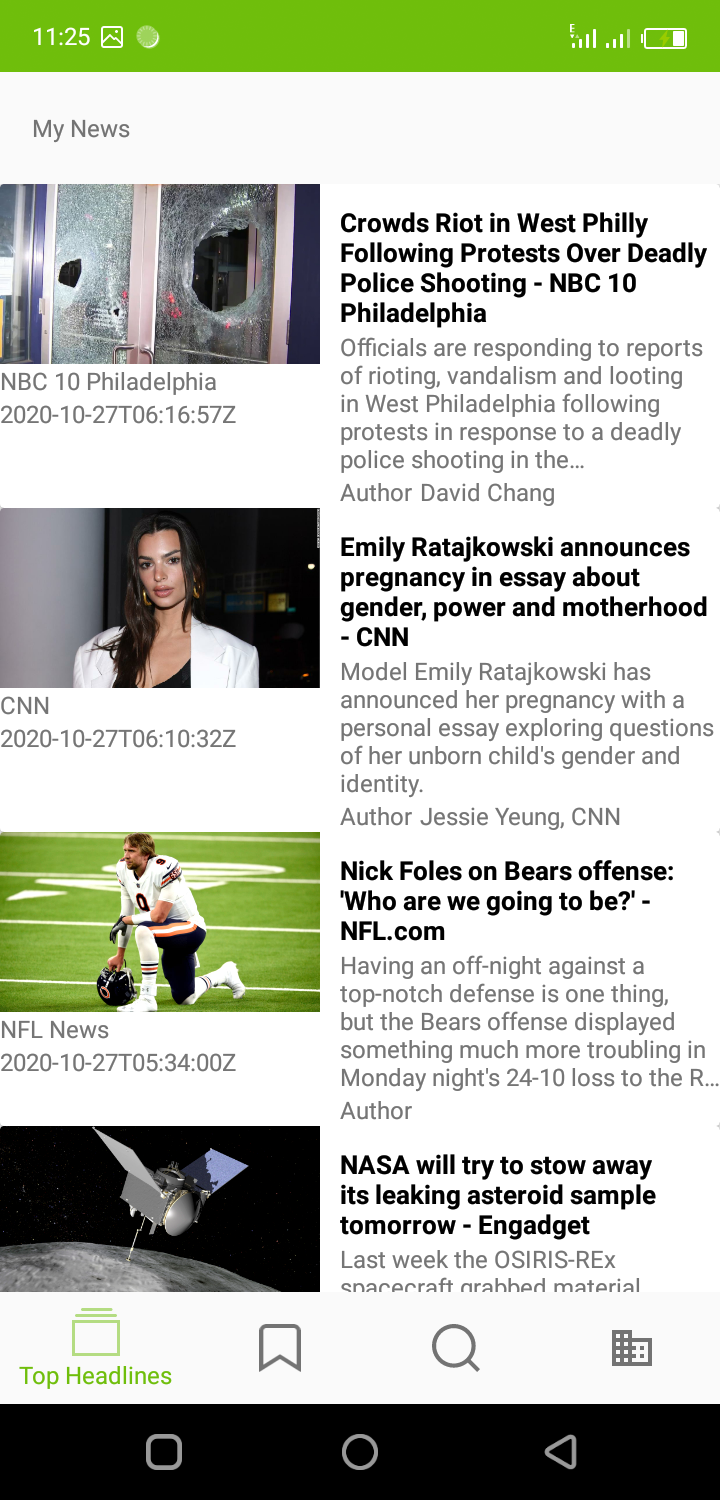 11:25
E
My News
Crowds Riot in West Philly
Following Protests Over Deadly
Police Shooting - NBC 10
Philadelphia
Officials are responding to reports
of rioting, vandalism and looting
in West Philadelphia following
protests in response to a deadly
police shooting in the…
Author David Chang
NBC 10 Philadelphia
2020-10-27T06:16:57Z
Emily Ratajkowski announces
pregnancy in essay about
gender, power and motherhood
- CNN
Model Emily Ratajkowski has
announced her pregnancy with a
personal essay exploring questions
of her unborn child's gender and
identity.
Author Jessie Yeung, CNN
CNN
2020-10-27T06:10:32Z
Nick Foles on Bears offense:
'Who are we going to be?' -
NFL.com
Having an off-night against a
top-notch defense is one thing,
but the Bears offense displayed
something much more troubling in
Monday night's 24-10 loss to the R…
Author
NFL News
2020-10-27T05:34:00Z
9
NASA will try to stow away
its leaking asteroid sample
tomorrow - Engadget
Last week the OSIRIS-REx
spacecraft grabbed material
Top Headlines